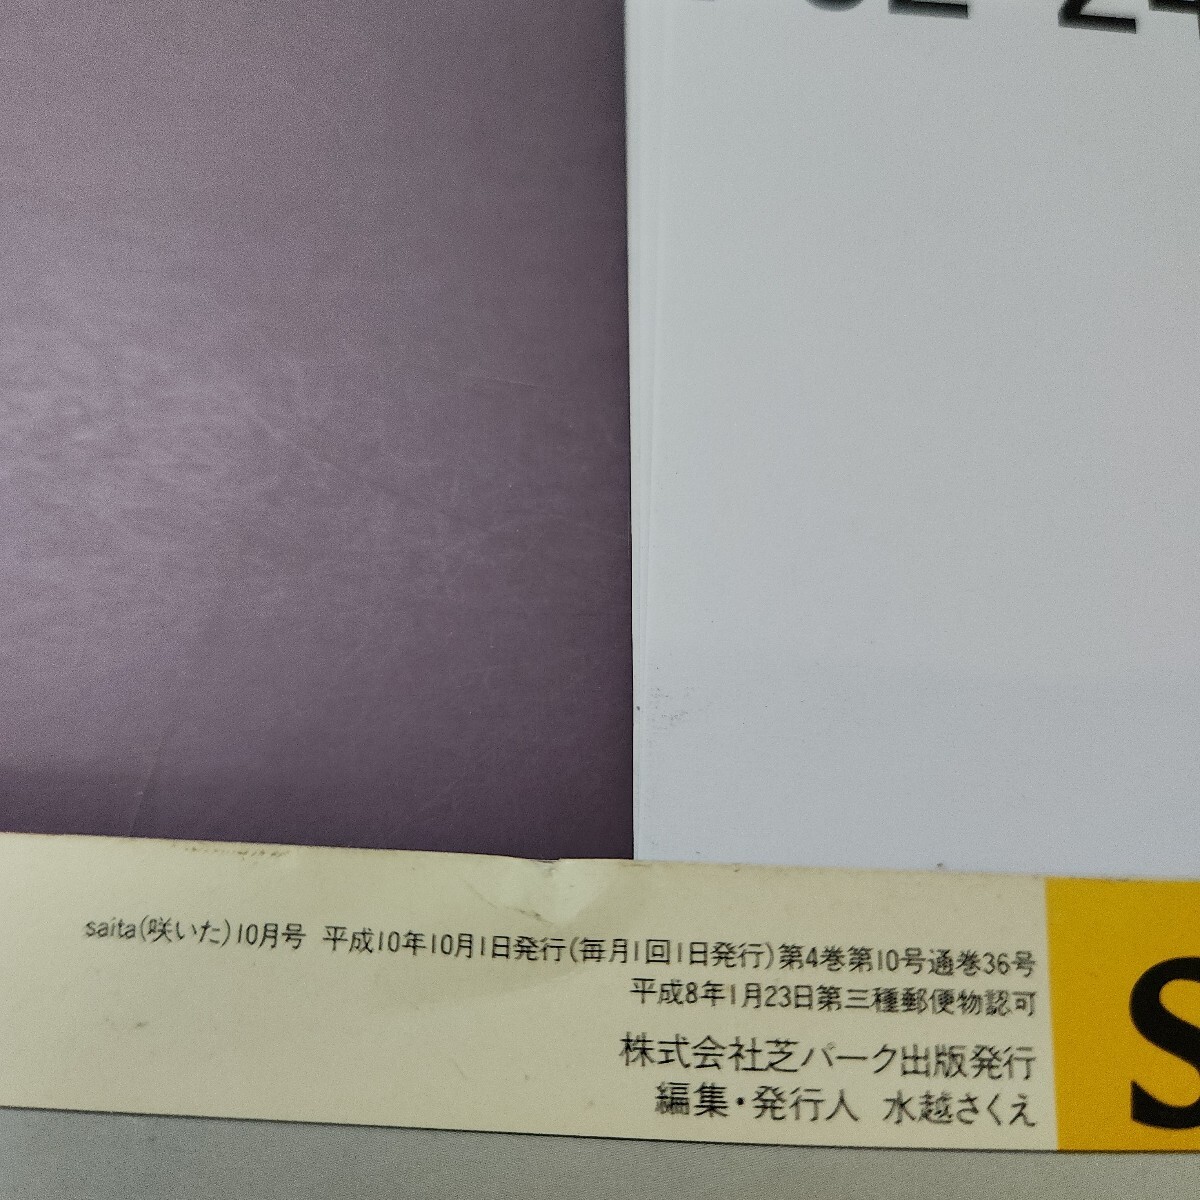 saita(咲いた)10月号 平成10年10月1日発行(毎月1回1日発行)第4巻第10号通巻36号
平成8年1月23日第三種郵便物認可
株式会社芝パーク出版発行
編集・発行人 水越さくえ
S